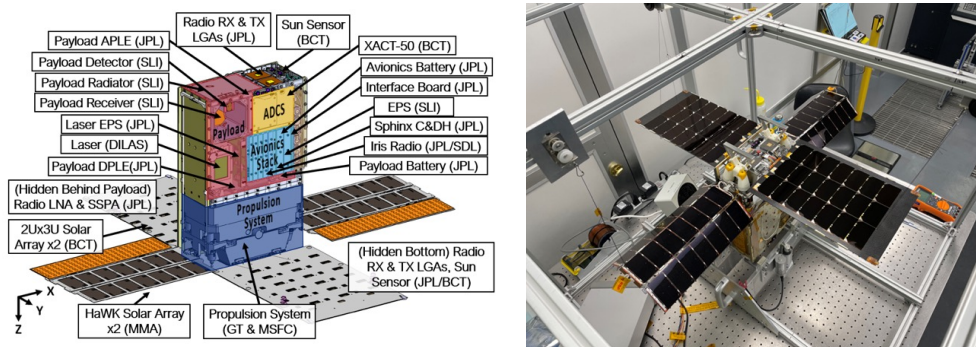 Radio RX & TX
LGAs (JPL)
Sun Sensor
(BCT)
Payload APLE (JPL)
Payload Detector (SLI)
Payload Radiator (SLI)
Payload Receiver (SLI)
Laser EPS (JPL)
Laser (DILAS)
Payload DPLE(JPL)
(Hidden Behind Payload)
Radio LNA & SSPA (JPL)
2Ux3U Solar
Array x2 (BCT)
XACT-50 (BCT)
Avionics Battery (JPL)
Interface Board (JPL)
EPS (SLI)
Sphinx C&DH (JPL)
Iris Radio (JPL/SDL)
Payload Battery (JPL)
Payload
ADCS
Avionics
Stack
Propulsion
System
(Hidden Bottom) Radio
RX & TX LGAs, Sun
Sensor (JPL/BCT)
X
Y
Z
HaWK Solar Array
x2 (MMA)
Propulsion System
(GT & MSFC)